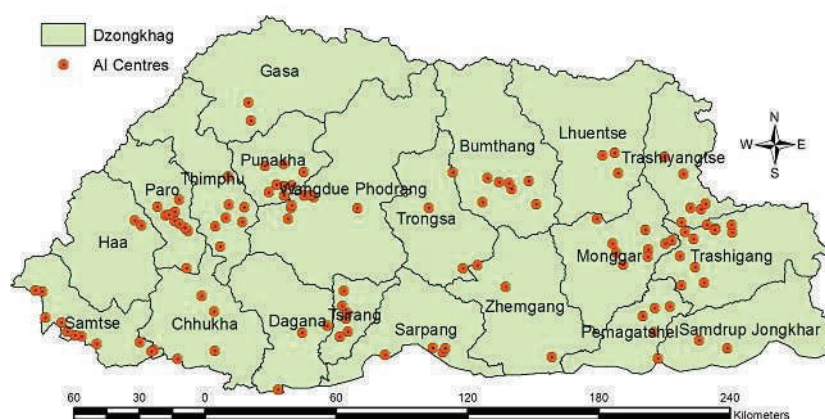 Dzongkhag
AI Centres
Gasa
N
W E
S
Lhuentse
Bumthang
Punakha
Trashiyangtse
Thimphu
Paro
Wangdue Phodrang
Trongsa
Haa
Monggar
Trashigang
Zhemgang
Samtse
Chhukha
Dagana
Tsirang
Sarpang
Pemagatshel
Samdrup Jongkhar
60 30 0 60 120 180 240
Kilometers